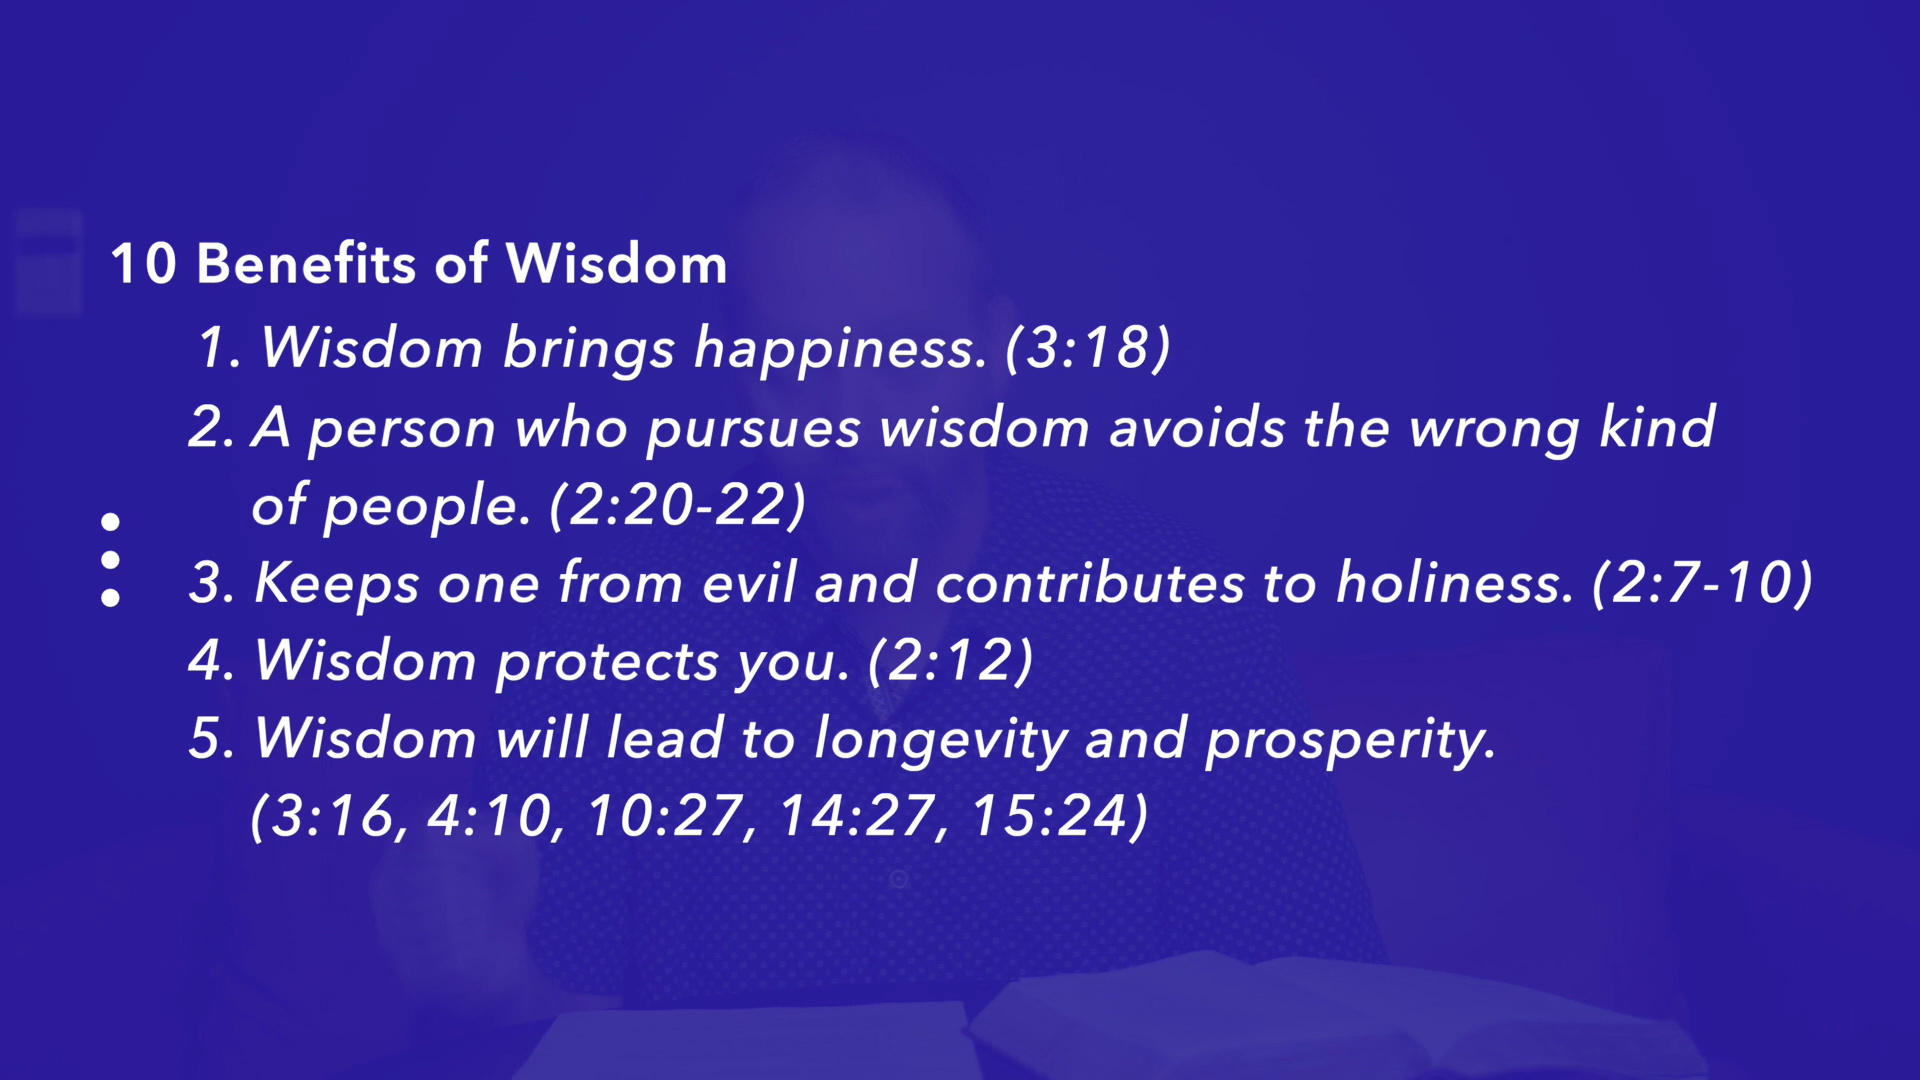 10 Benefits of Wisdom
1. Wisdom brings happiness. (3:18)
2. A person who pursues wisdom avoids the wrong kind
of people. (2:20-22)
3. Keeps one from evil and contributes to holiness. (2:7-10)
4. Wisdom protects you. (2:12)
5. Wisdom will lead to longevity and prosperity.
(3:16, 4:10, 10:27, 14:27, 15:24)